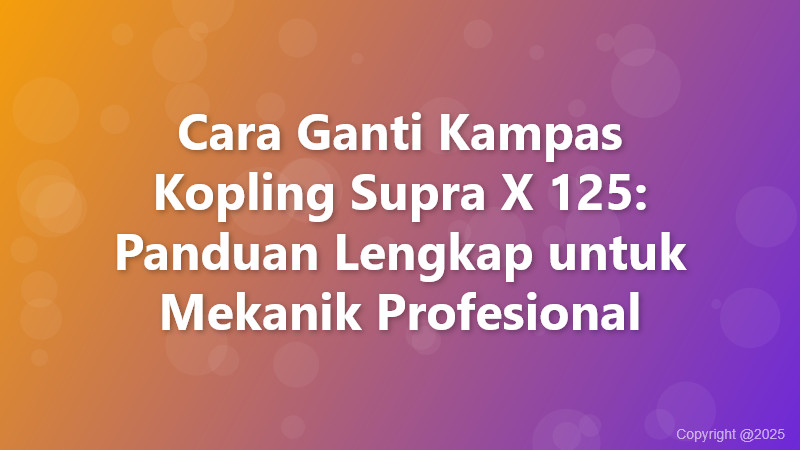 Cara Ganti Kampas
Kopling Supra X 125:
Panduan Lengkap untuk
Mekanik Profesional
Copyright @2025